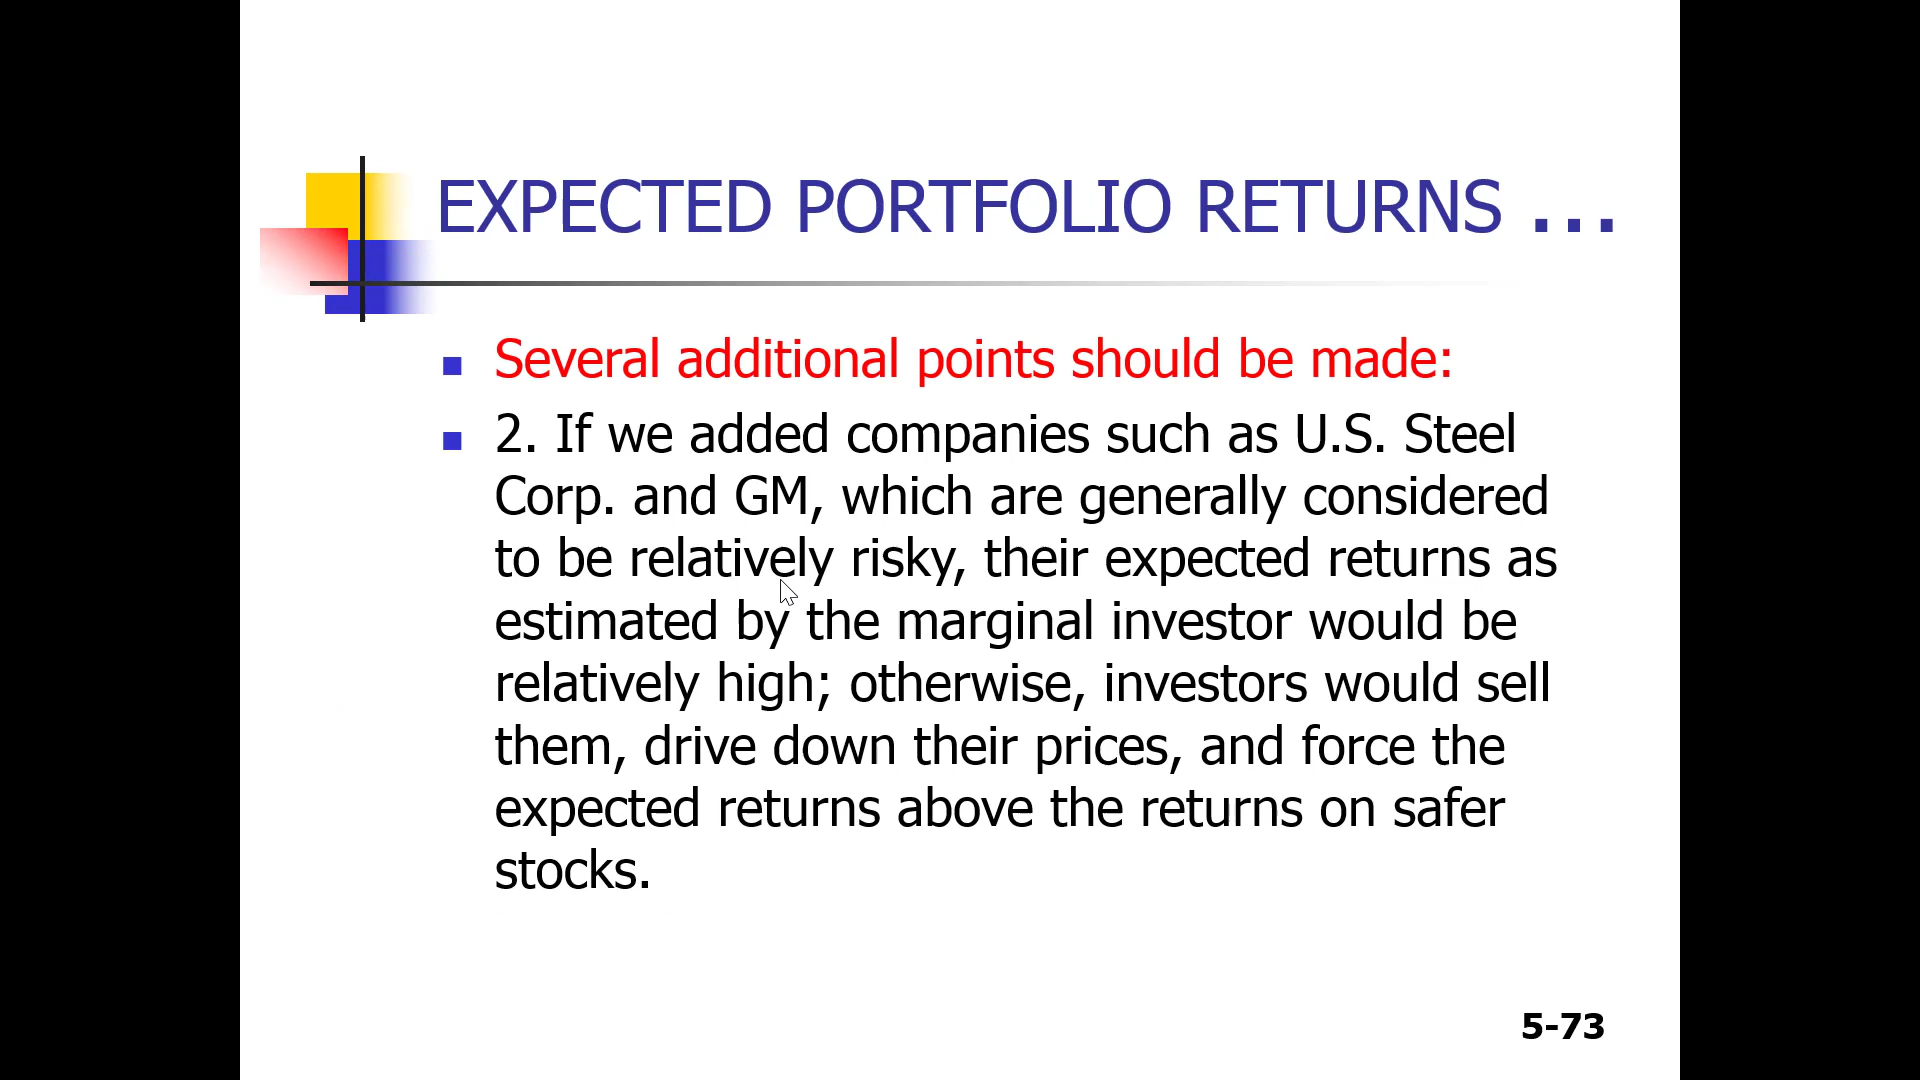 EXPECTED PORTFOLIO RETURNS ...
Several additional points should be made:
2. If we added companies such as U.S. Steel
Corp. and GM, which are generally considered
to be relatively risky, their expected returns as
estimated by the marginal investor would be
relatively high; otherwise, investors would sell
them, drive down their prices, and force the
expected returns above the returns on safer
stocks.
5-73